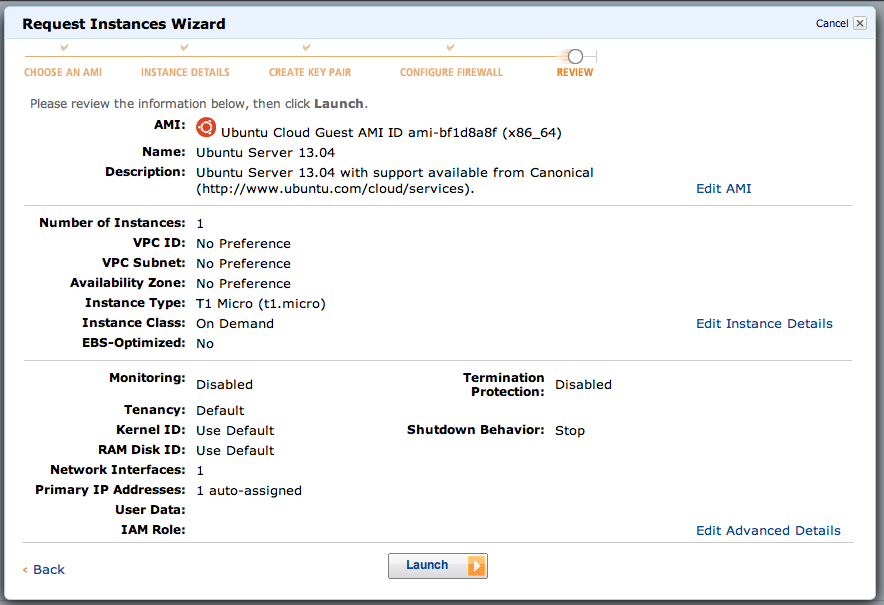 Request Instances Wizard
Cancel
CHOOSE AN AMI INSTANCE DETAILS CREATE KEY PAIR CONFIGURE FIREWALL REVIEW
Please review the information below, then click Launch.
AMI: Ubuntu Cloud Guest AMI ID ami-bf1d8a8f (x86_64)
Name: Ubuntu Server 13.04
Description: Ubuntu Server 13.04 with support available from Canonical
(http://www.ubuntu.com/cloud/services).
Edit AMI
Number of Instances: 1
VPC ID: No Preference
VPC Subnet: No Preference
Availability Zone: No Preference
Instance Type: T1 Micro (t1.micro)
Instance Class: On Demand
Edit Instance Details
EBS-Optimized: No
Monitoring: Disabled
Termination
Protection: Disabled
Tenancy: Default
Kernel ID: Use Default
Shutdown Behavior: Stop
RAM Disk ID: Use Default
Network Interfaces: 1
Primary IP Addresses: 1 auto-assigned
User Data:
IAM Role:
Edit Advanced Details
‹ Back
Launch